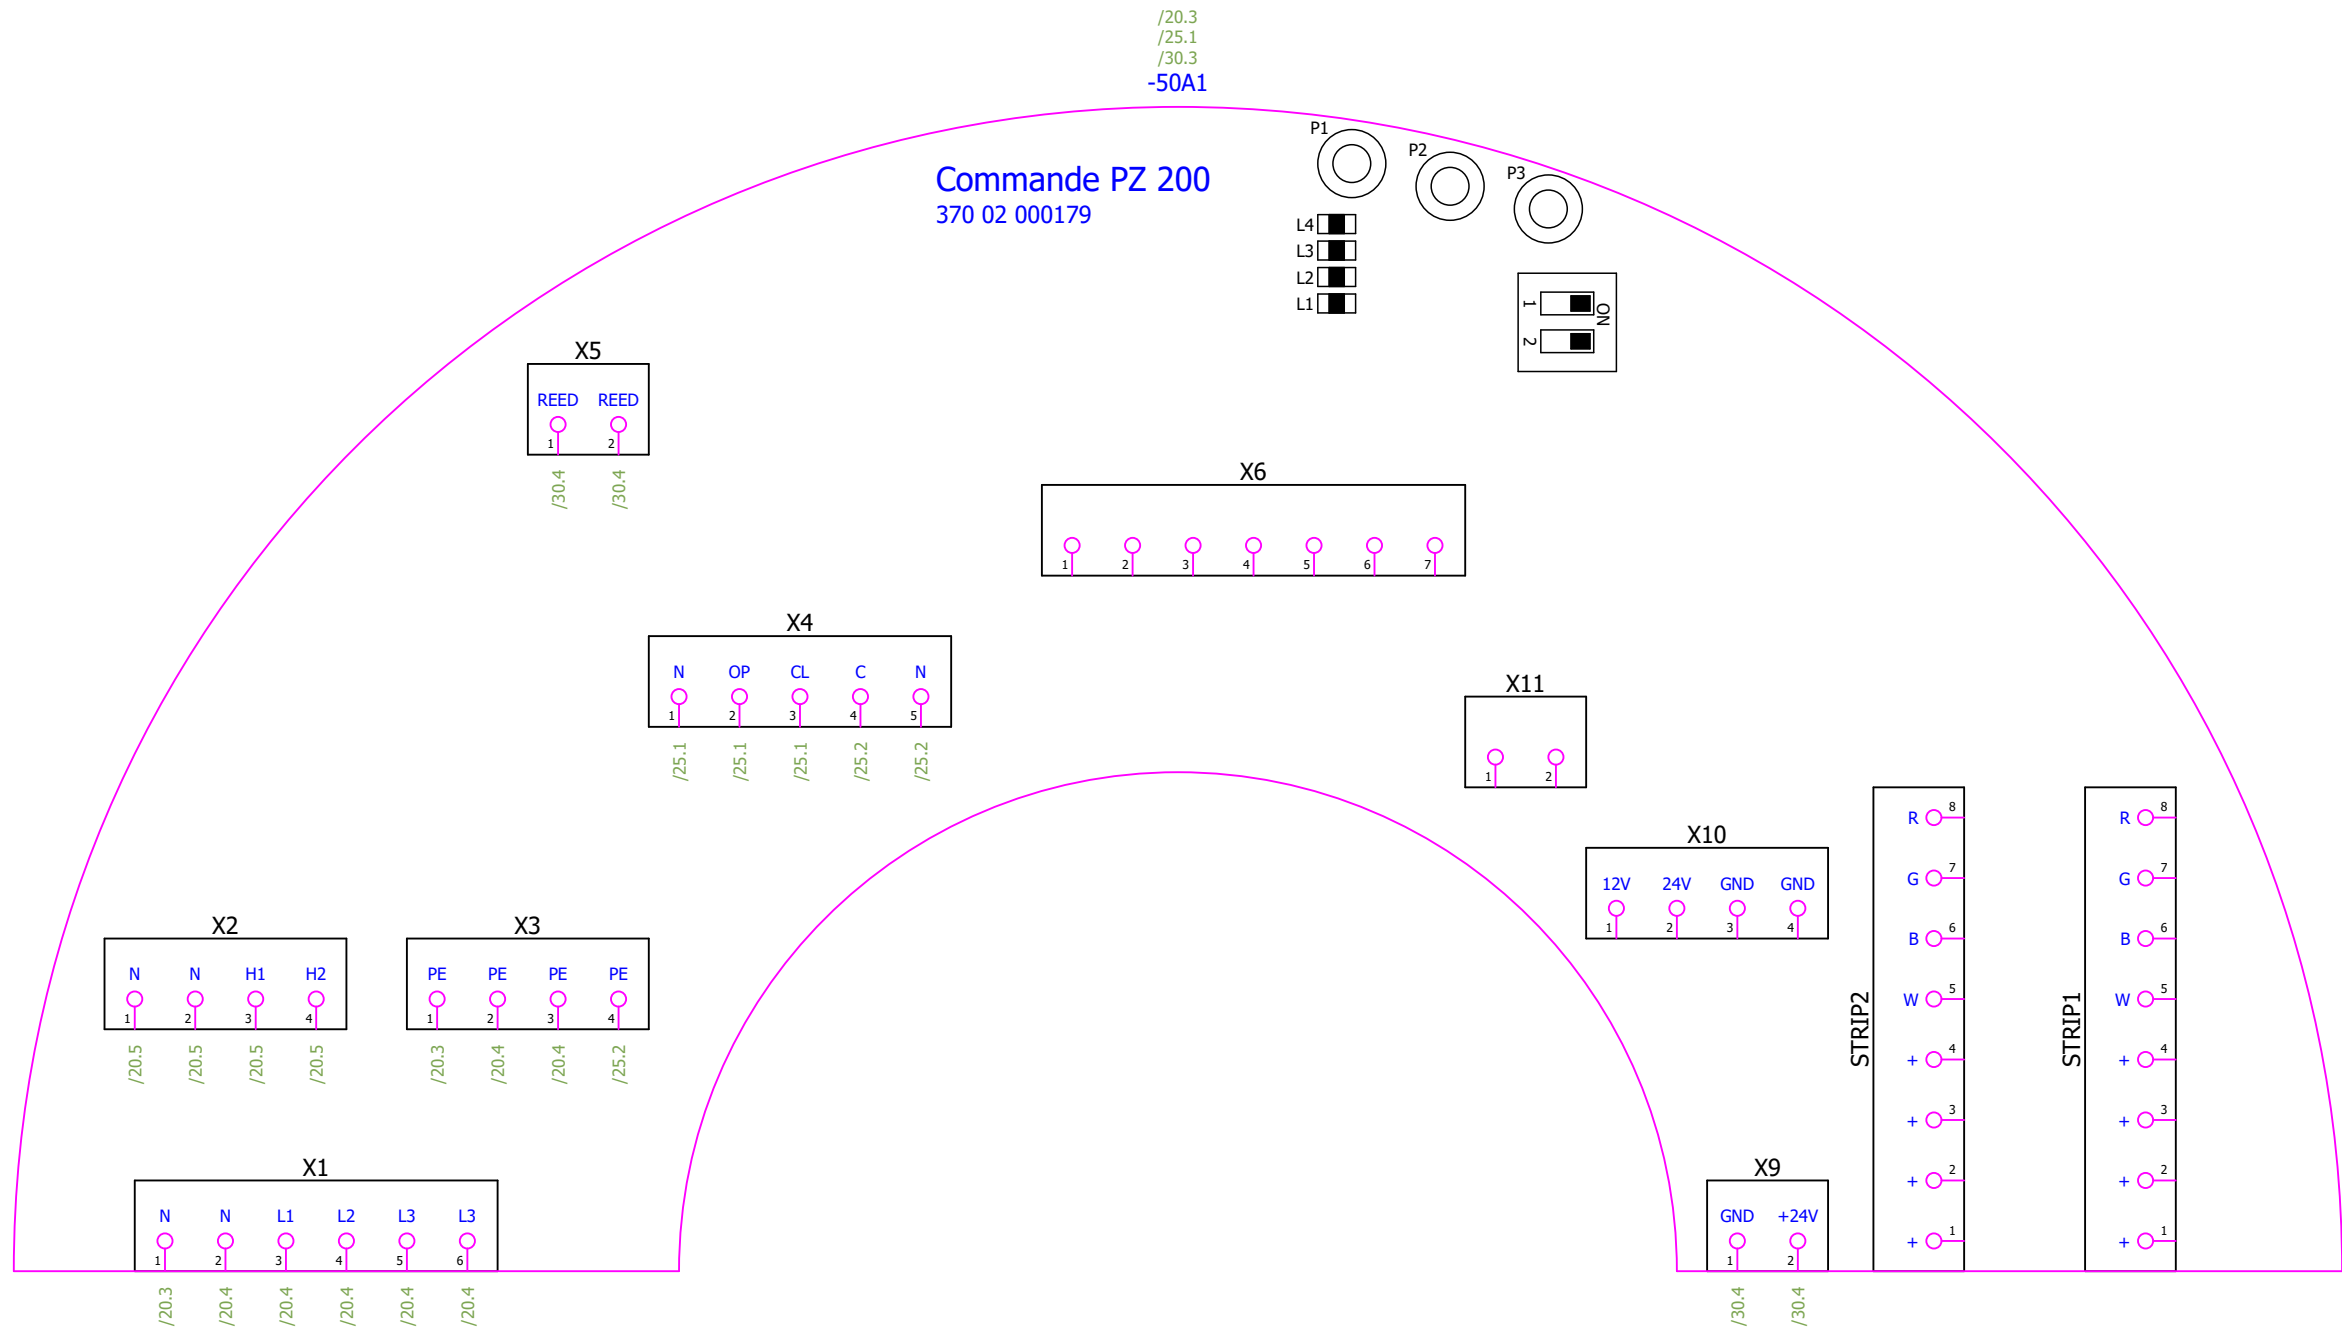 /20.3
/25.1
/30.3
-50A1
Commande PZ 200
370 02 000179
P1
P2
P3
L4
L3
L2
L1
1
2
ON
X5
REED REED
1 2
/30.4 /30.4
X6
1 2 3 4 5 6 7
X4
N OP CL C N
1 2 3 4 5
/25.1 /25.1 /25.1 /25.2 /25.2
X11
1 2
X10
12V 24V GND GND
1 2 3 4
X2
N N H1 H2
1 2 3 4
/20.5 /20.5 /20.5 /20.5
X3
PE PE PE PE
1 2 3 4
/20.3 /20.4 /20.4 /25.2
X1
N N L1 L2 L3 L3
1 2 3 4 5 6
/20.3 /20.4 /20.4 /20.4 /20.4 /20.4
X9
GND +24V
1 2
/30.4 /30.4
STRIP2
R 8
G 7
B 6
W 5
+ 4
+ 3
+ 2
+ 1
STRIP1
R 8
G 7
B 6
W 5
+ 4
+ 3
+ 2
+ 1